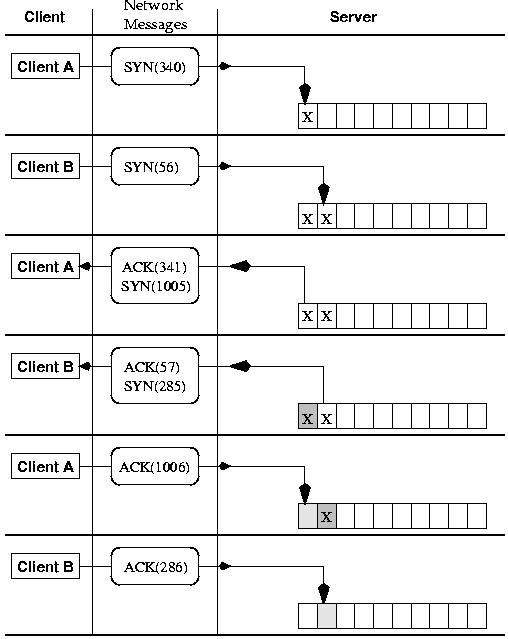 Client Network Messages Server
Client A SYN(340)
X
Client B SYN(56)
X X
Client A ACK(341)
SYN(1005)
X X
Client B ACK(57)
SYN(285)
X X
Client A ACK(1006)
X
Client B ACK(286)